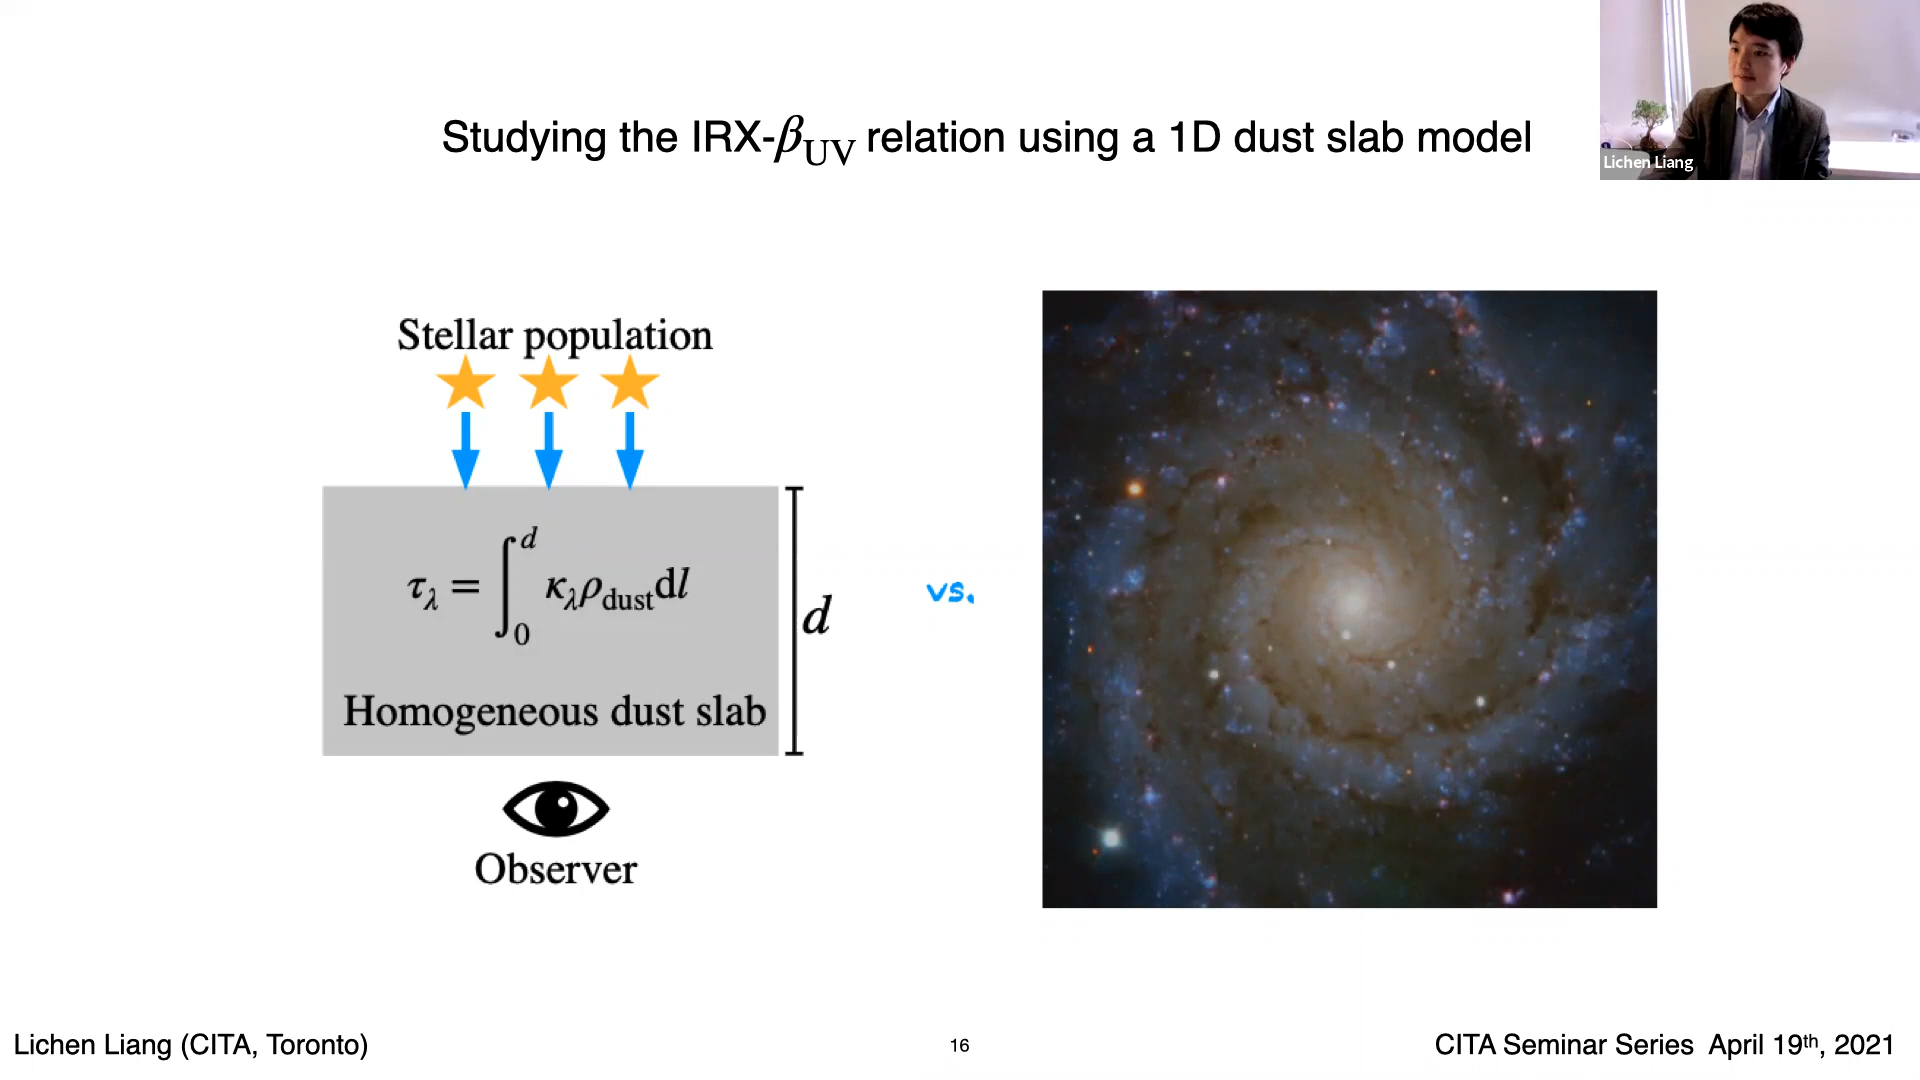 Studying the IRX-β_UV relation using a 1D dust slab model
Lichen Liang
Stellar population
τ_λ = ∫_0^d κ_λ ρ_dust dl
d
Homogeneous dust slab
Observer
vs.
Lichen Liang (CITA, Toronto)
16
CITA Seminar Series April 19th, 2021